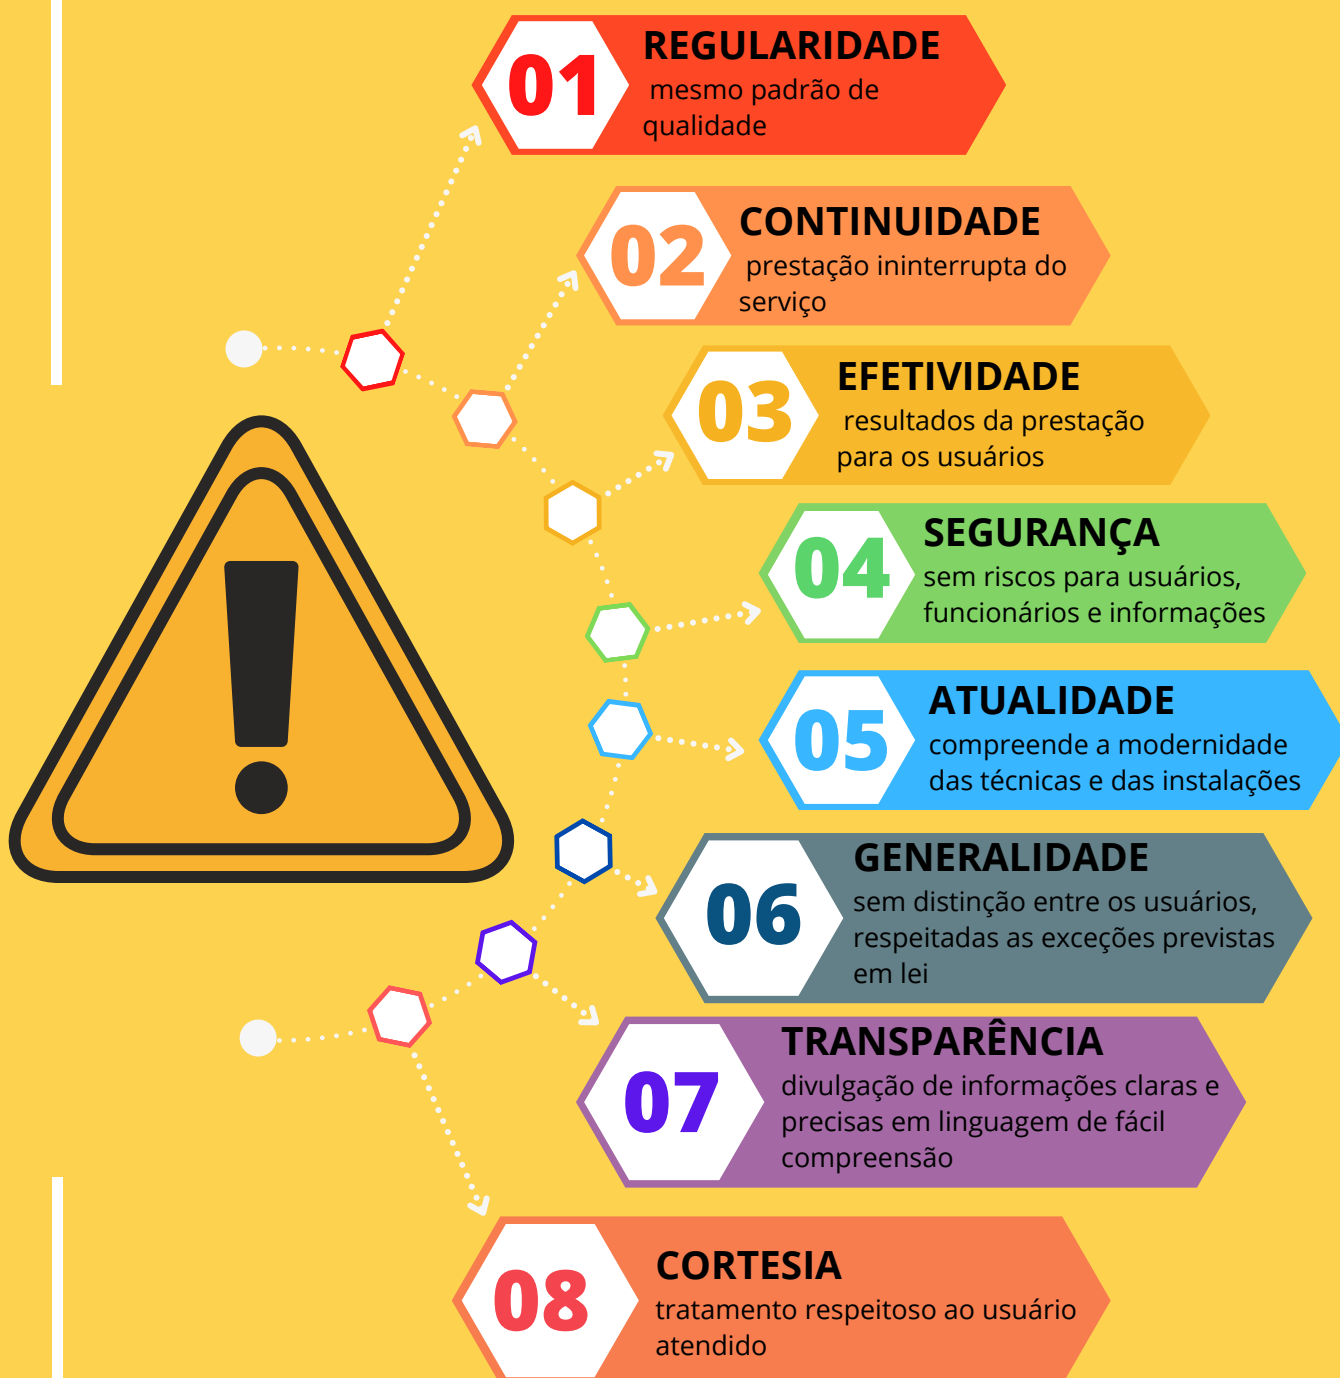 01
REGULARIDADE
mesmo padrão de
qualidade
02
CONTINUIDADE
prestação ininterrupta do
serviço
03
EFETIVIDADE
resultados da prestação
para os usuários
04
SEGURANÇA
sem riscos para usuários,
funcionários e informações
05
ATUALIDADE
compreende a modernidade
das técnicas e das instalações
06
GENERALIDADE
sem distinção entre os usuários,
respeitadas as exceções previstas
em lei
07
TRANSPARÊNCIA
divulgação de informações claras e
precisas em linguagem de fácil
compreensão
08
CORTESIA
tratamento respeitoso ao usuário
atendido
!